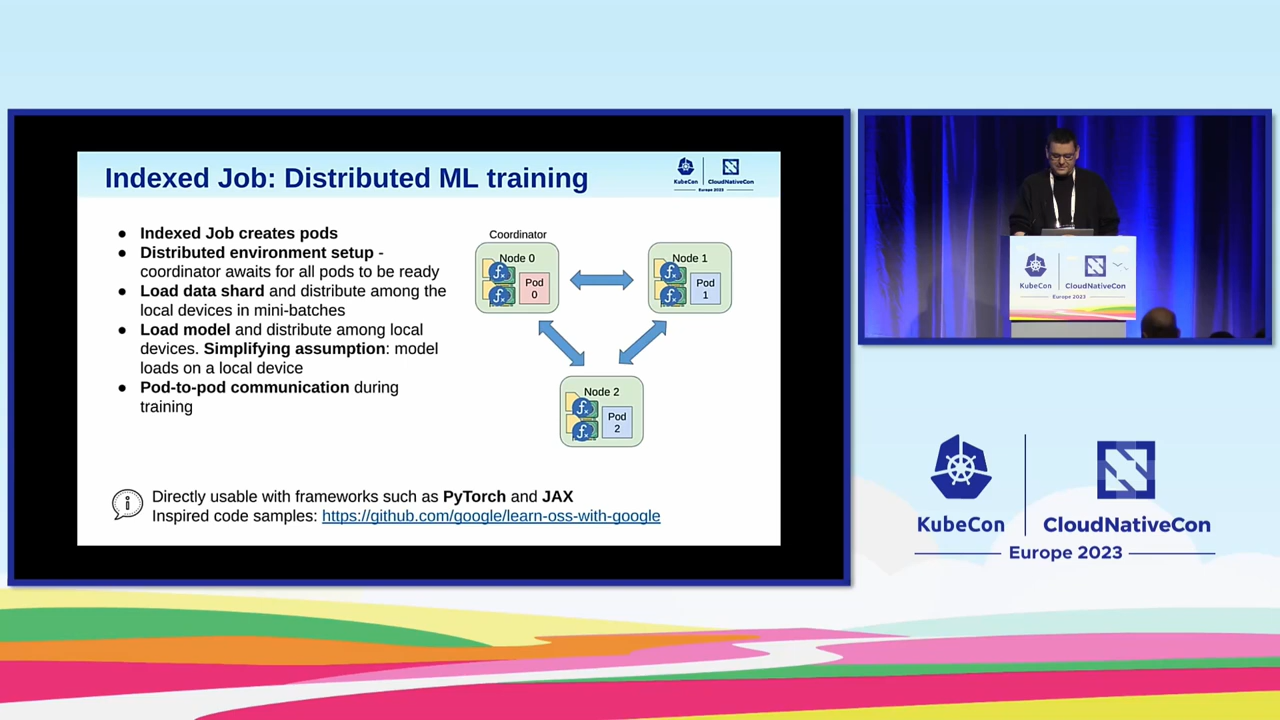 Indexed Job: Distributed ML training
KubeCon
CloudNativeCon
Europe 2023
● Indexed Job creates pods
● Distributed environment setup -
coordinator awaits for all pods to be ready
● Load data shard and distribute among the
local devices in mini-batches
● Load model and distribute among local
devices. Simplifying assumption: model
loads on a local device
● Pod-to-pod communication during
training
Coordinator
Node 0
Pod
0
Node 1
Pod
1
Node 2
Pod
2
Directly usable with frameworks such as PyTorch and JAX
Inspired code samples: https://github.com/google/learn-oss-with-google
KubeCon
CloudNativeCon
Europe 2023
KubeCon
CloudNativeCon
Europe 2023